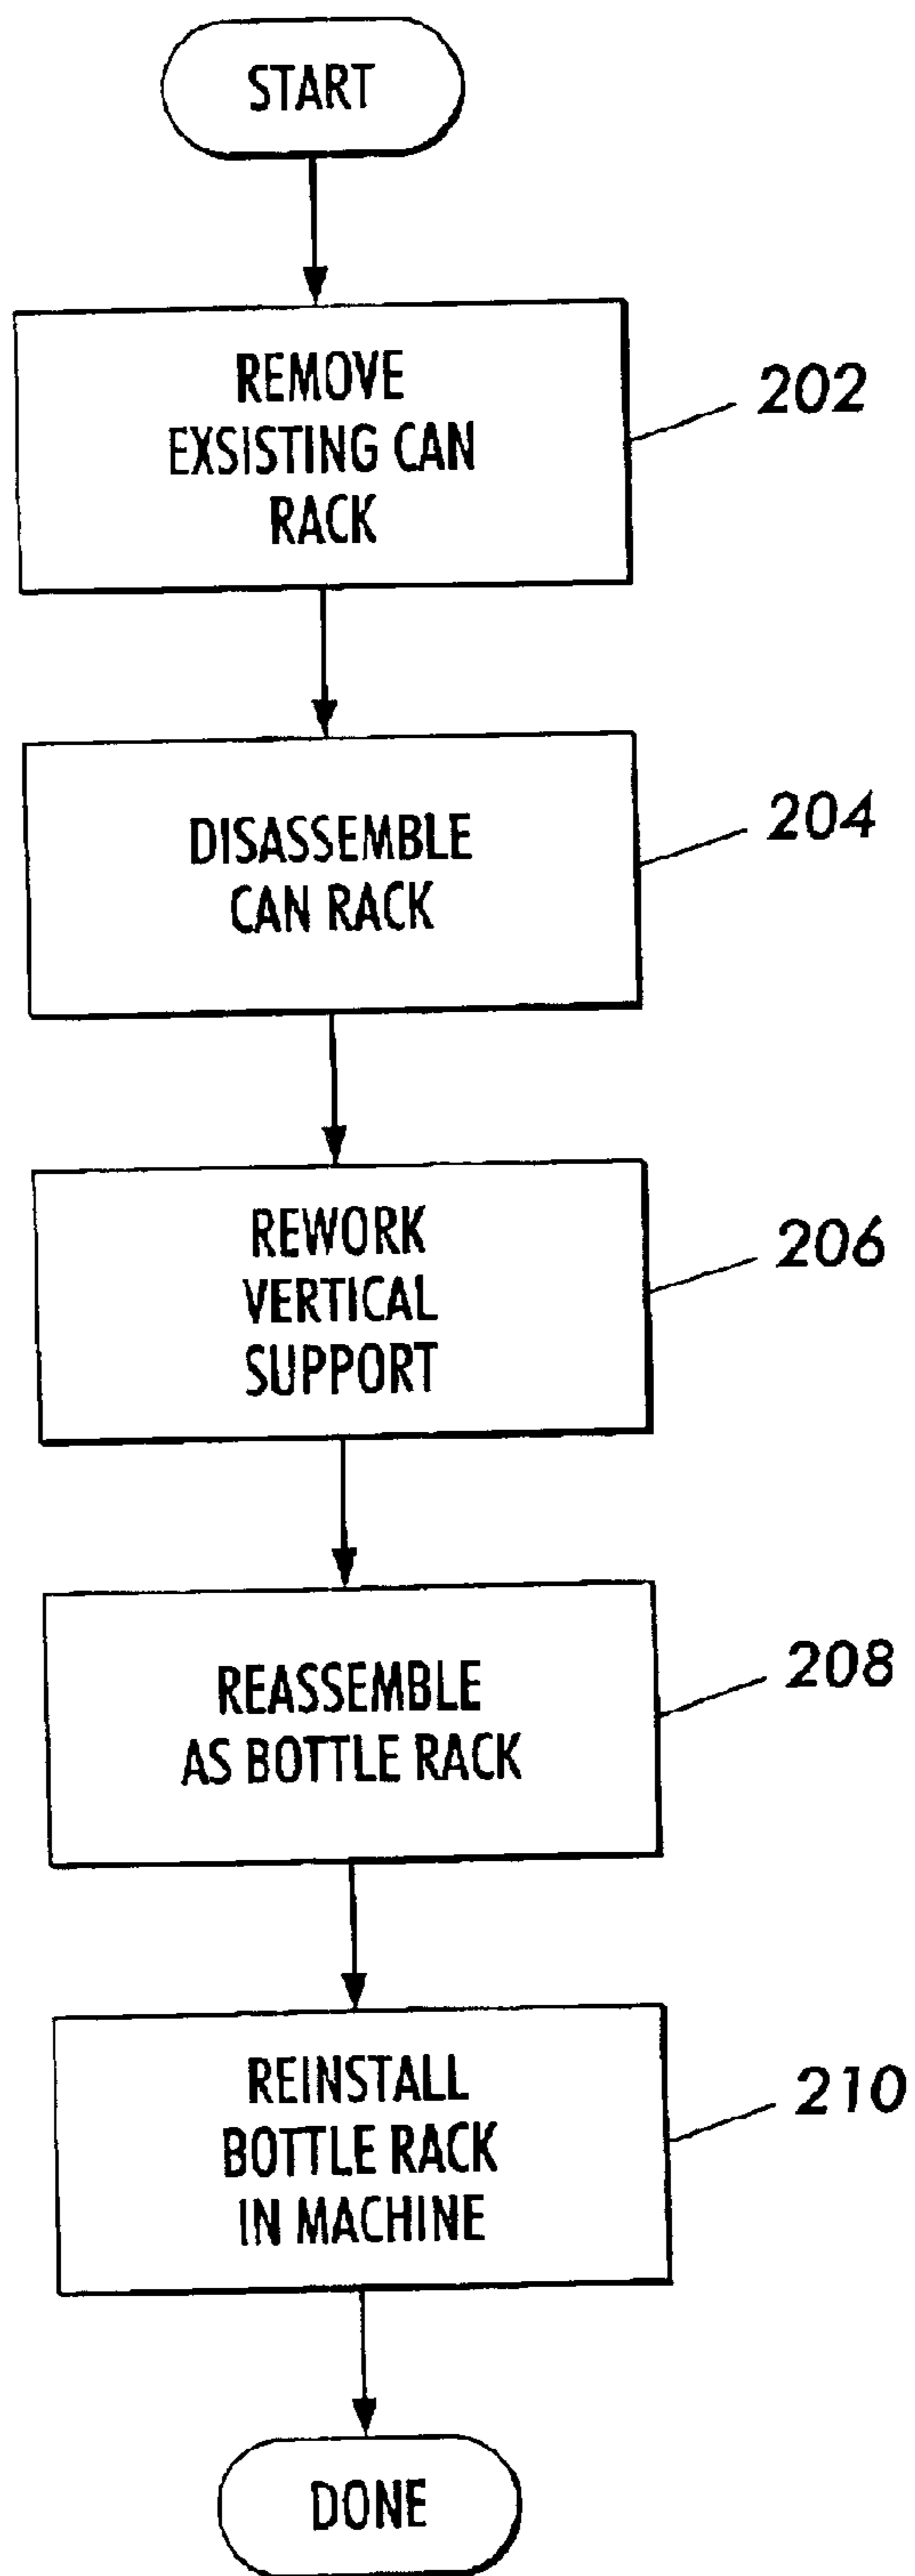 START
REMOVE
EXSISTING CAN
RACK
202
DISASSEMBLE
CAN RACK
204
REWORK
VERTICAL
SUPPORT
206
REASSEMBLE
AS BOTTLE RACK
208
REINSTALL
BOTTLE RACK
IN MACHINE
210
DONE